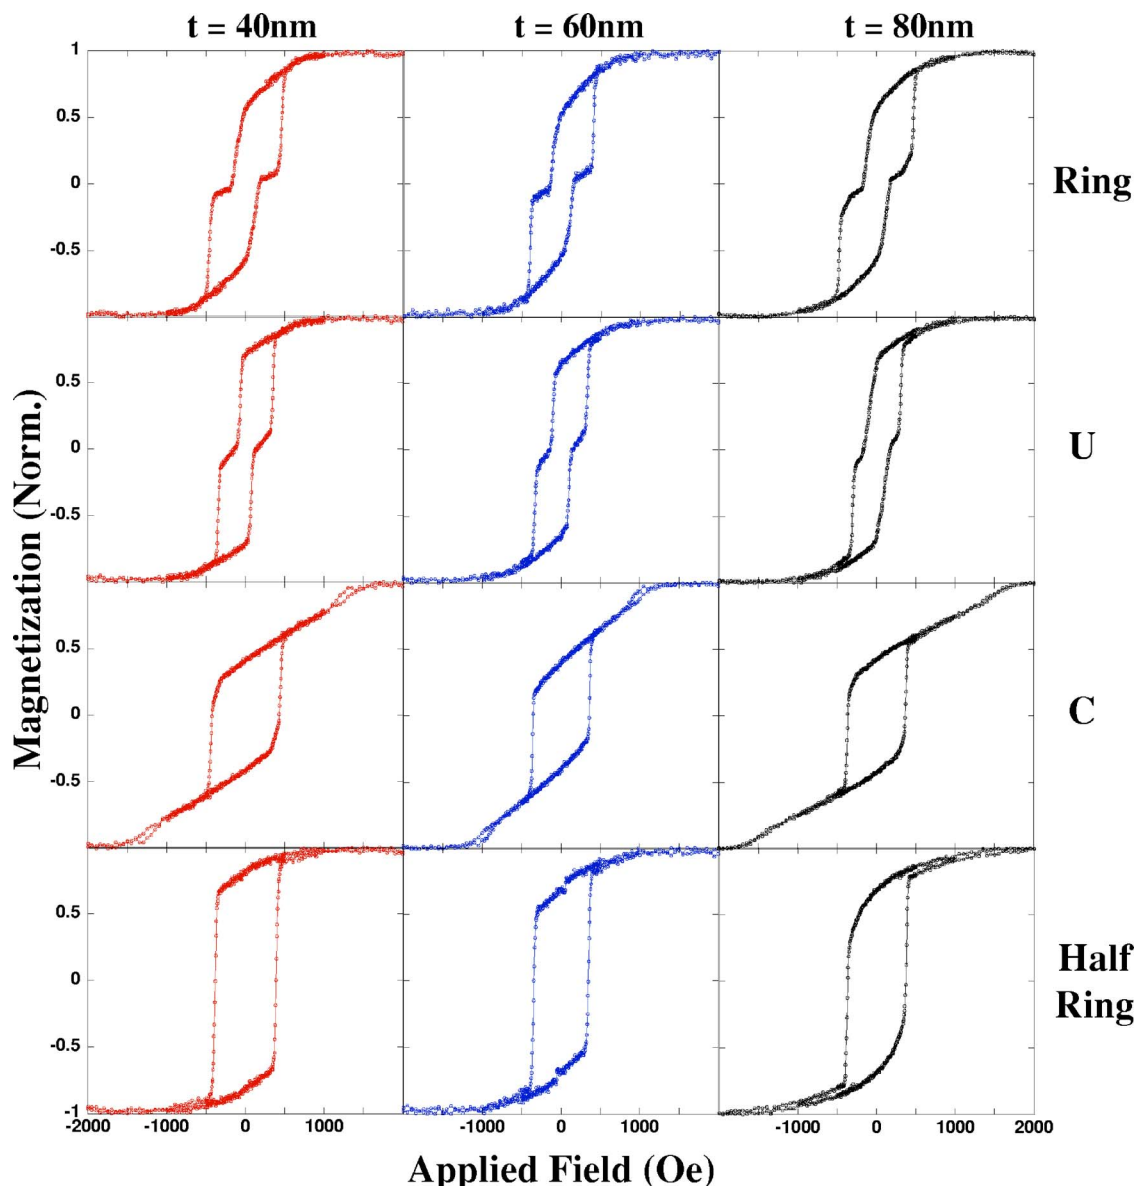 t = 40nm t = 60nm t = 80nm
1
0.5
0
-0.5
Ring
0.5
0
-0.5
U
0.5
0
-0.5
C
0.5
0
-0.5
-1
Half
Ring
Magnetization (Norm.)
-2000 -1000 0 1000 -1000 0 1000 -1000 0 1000 2000
Applied Field (Oe)